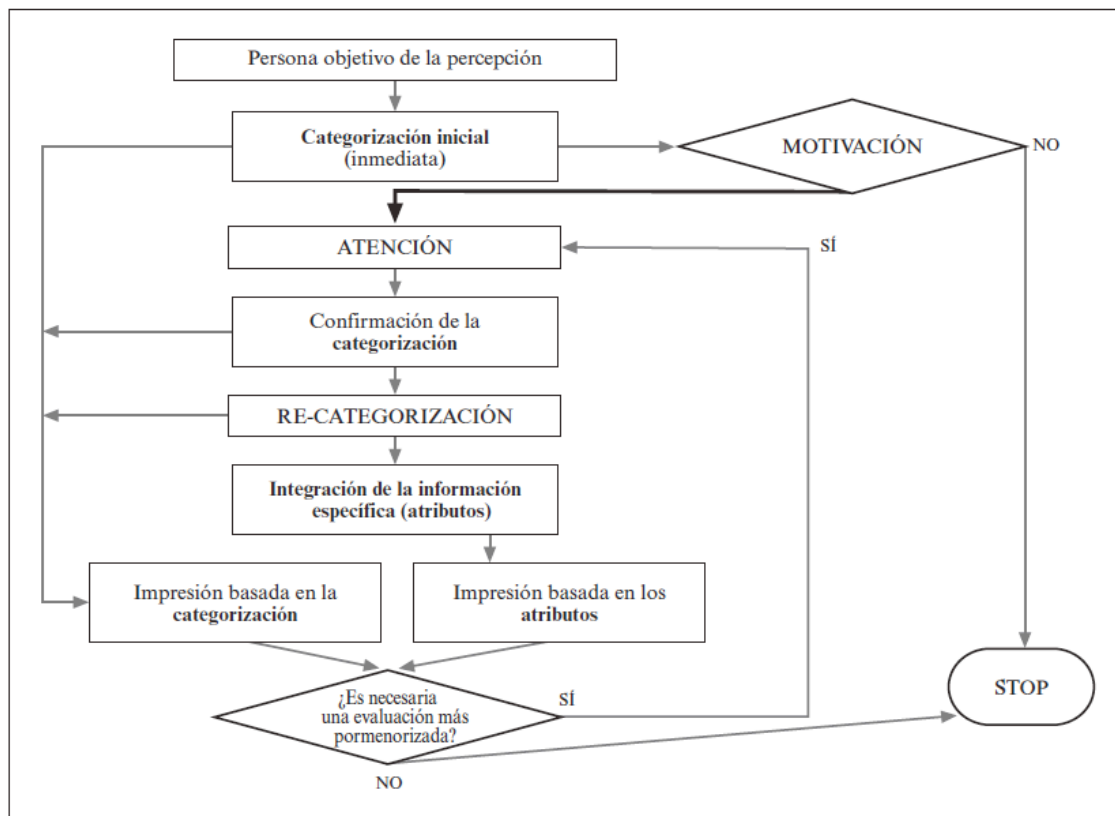 Persona objetivo de la percepción
Categorización inicial
(inmediata)
MOTIVACIÓN
NO
ATENCIÓN
SÍ
Confirmación de la
categorización
RE-CATEGORIZACIÓN
Integración de la información
específica (atributos)
Impresión basada en la
categorización
Impresión basada en los
atributos
¿Es necesaria
una evaluación más
pormenorizada?
SÍ
NO
STOP